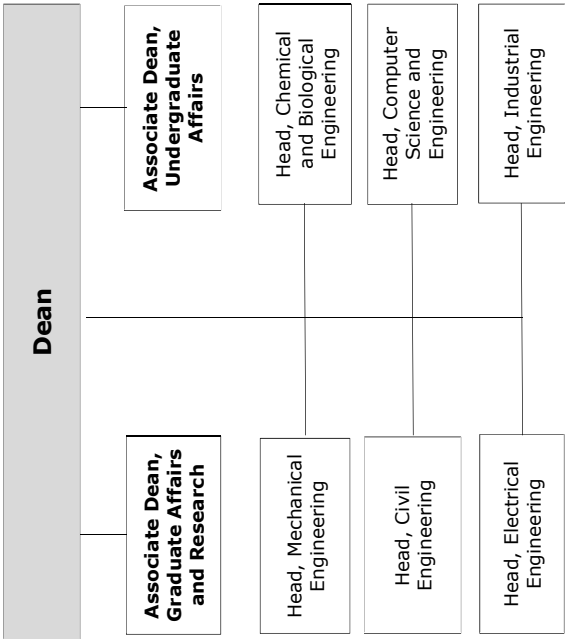 Dean
Associate Dean,
Graduate Affairs
and Research
Associate Dean,
Undergraduate
Affairs
Head, Mechanical
Engineering
Head, Chemical
and Biological
Engineering
Head, Civil
Engineering
Head, Computer
Science and
Engineering
Head, Electrical
Engineering
Head, Industrial
Engineering